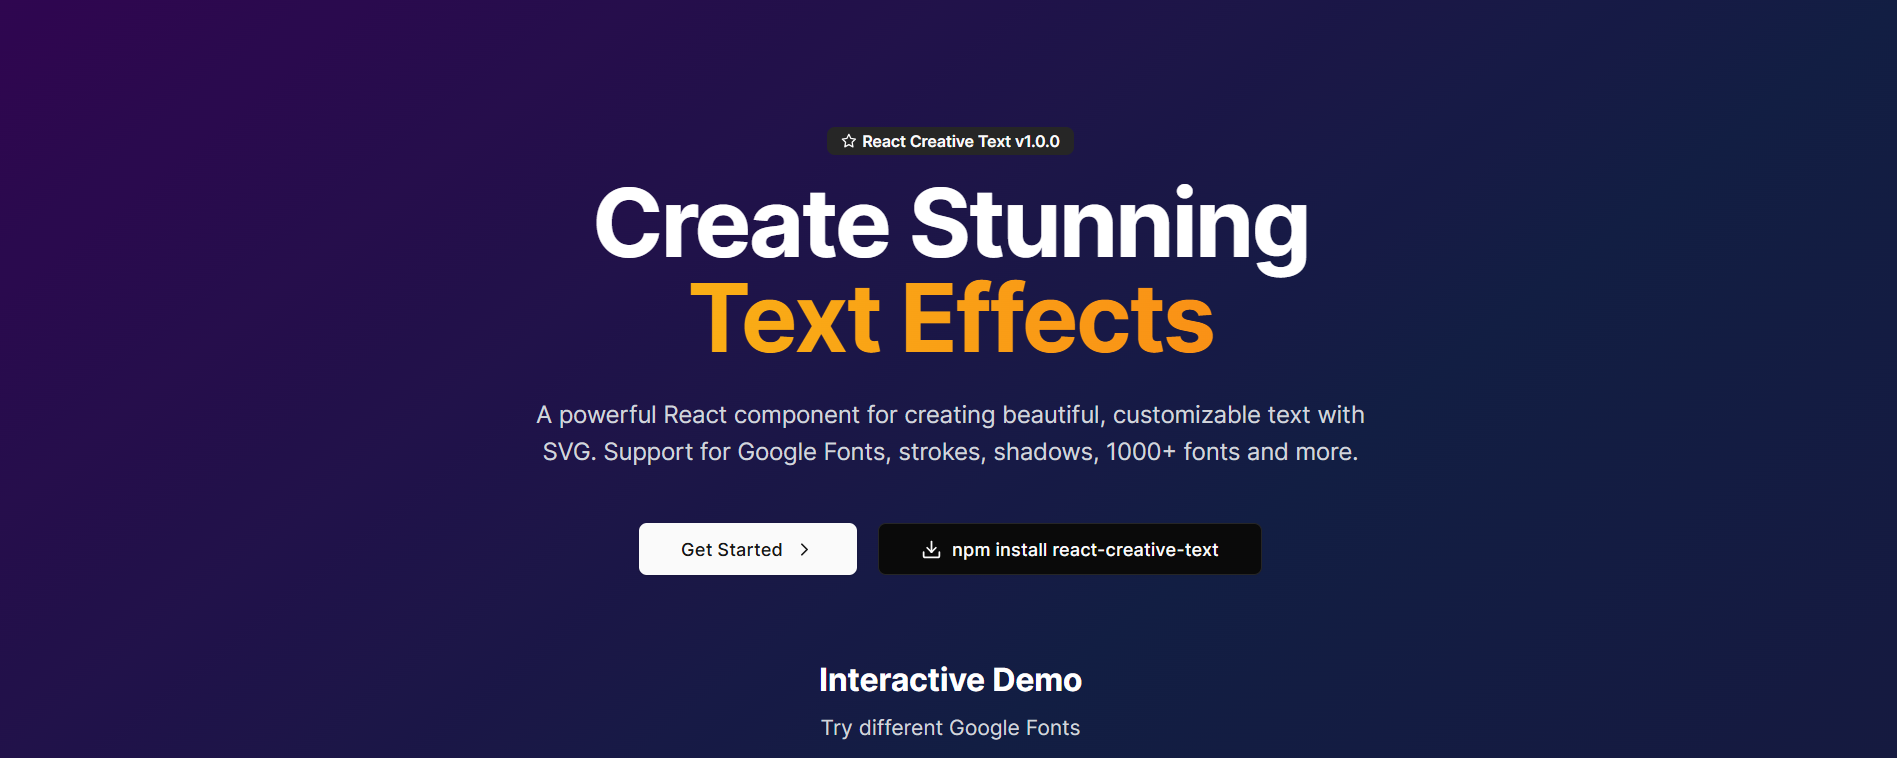 React Creative Text v1.0.0
Create Stunning
Text Effects
A powerful React component for creating beautiful, customizable text with
SVG. Support for Google Fonts, strokes, shadows, 1000+ fonts and more.
Get Started
npm install react-creative-text
Interactive Demo
Try different Google Fonts